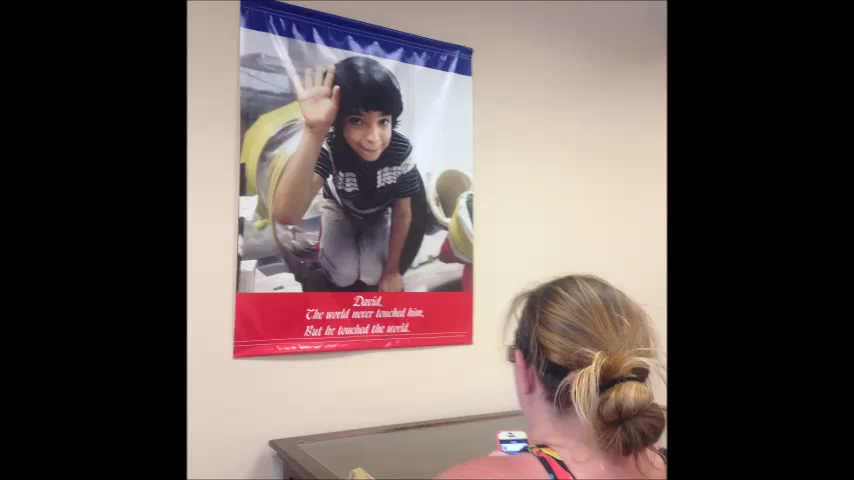 David,
The world never touched him,
But he touched the world.